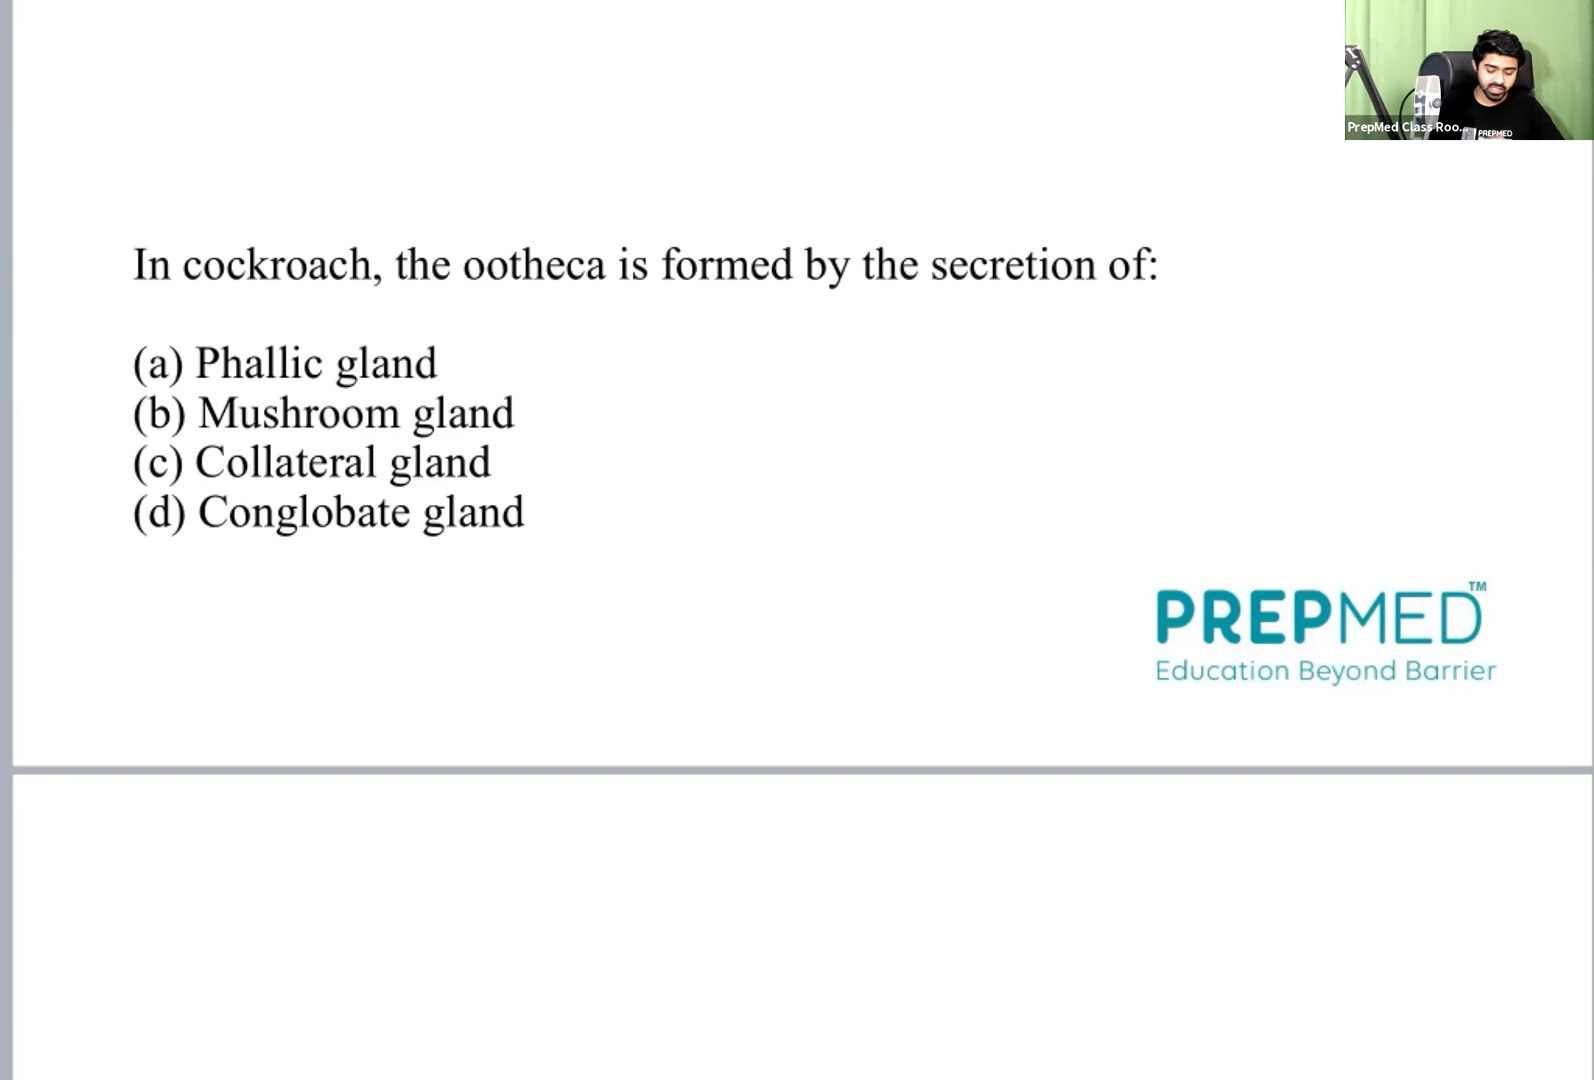 PrepMed Class Roo...
PREPMED
In cockroach, the ootheca is formed by the secretion of:
(a) Phallic gland
(b) Mushroom gland
(c) Collateral gland
(d) Conglobate gland
PREPMED™
Education Beyond Barrier